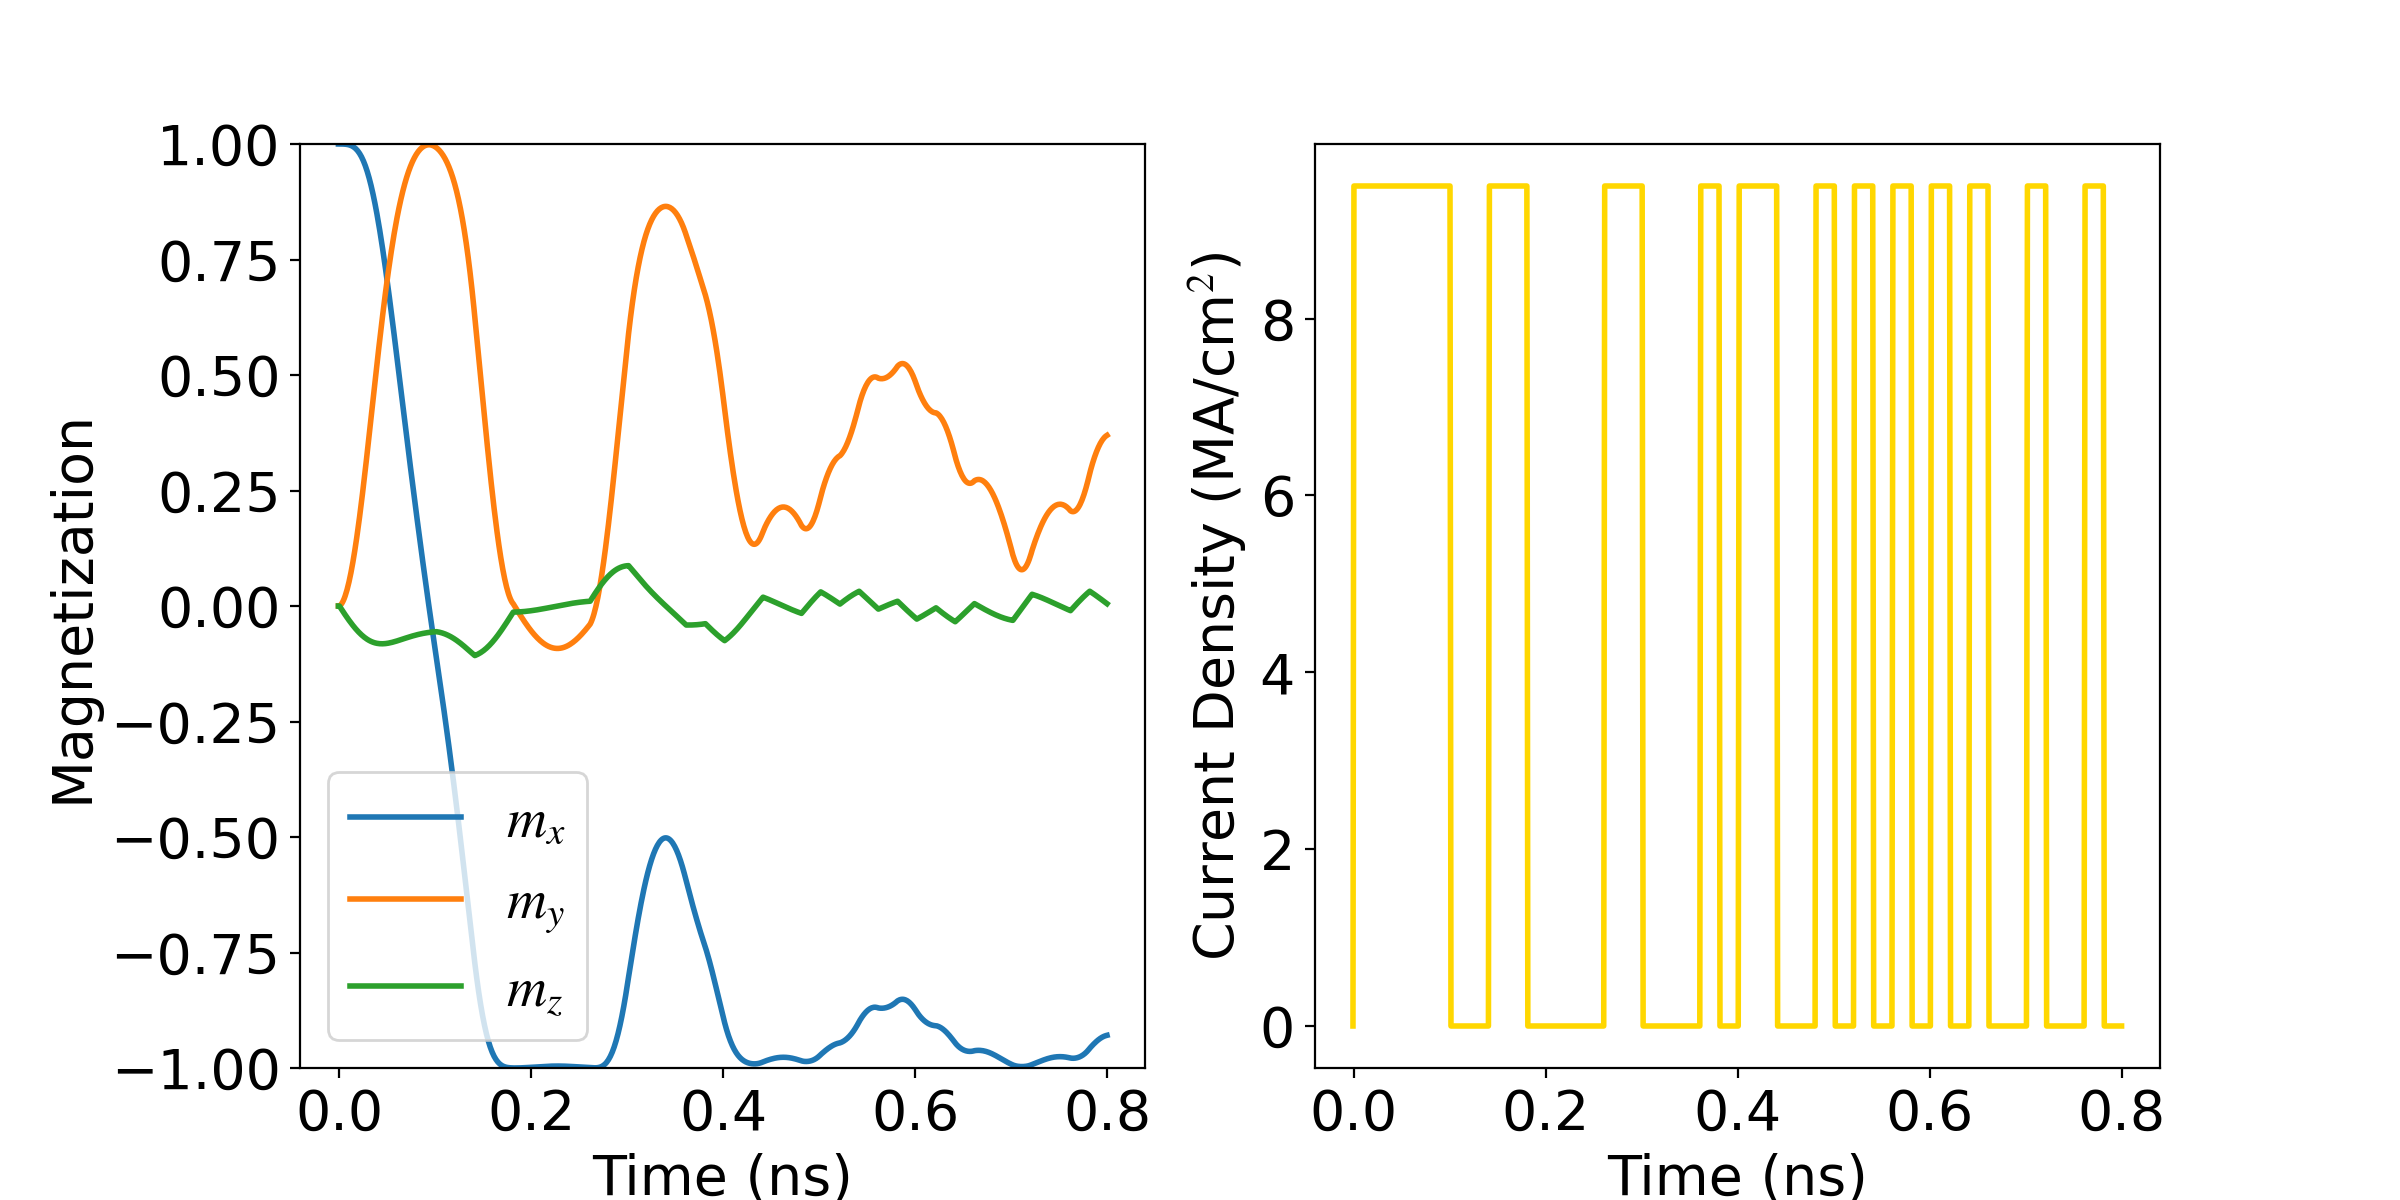 Magnetization
1.00
0.75
0.50
0.25
0.00
−0.25
−0.50
−0.75
−1.00
m_x
m_y
m_z
0.0 0.2 0.4 0.6 0.8
Time (ns)
Current Density (MA/cm²)
8
6
4
2
0
0.0 0.2 0.4 0.6 0.8
Time (ns)